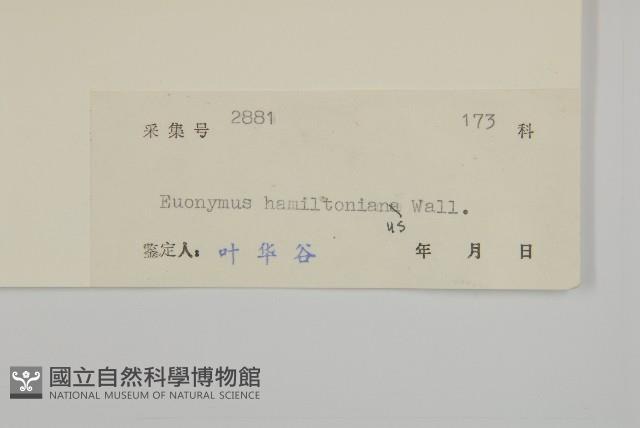 采集号 2881 173 科
Euonymus hamiltoniana Wall.
us
鉴定人: 叶华谷 年 月 日
國立自然科學博物館
NATIONAL MUSEUM OF NATURAL SCIENCE